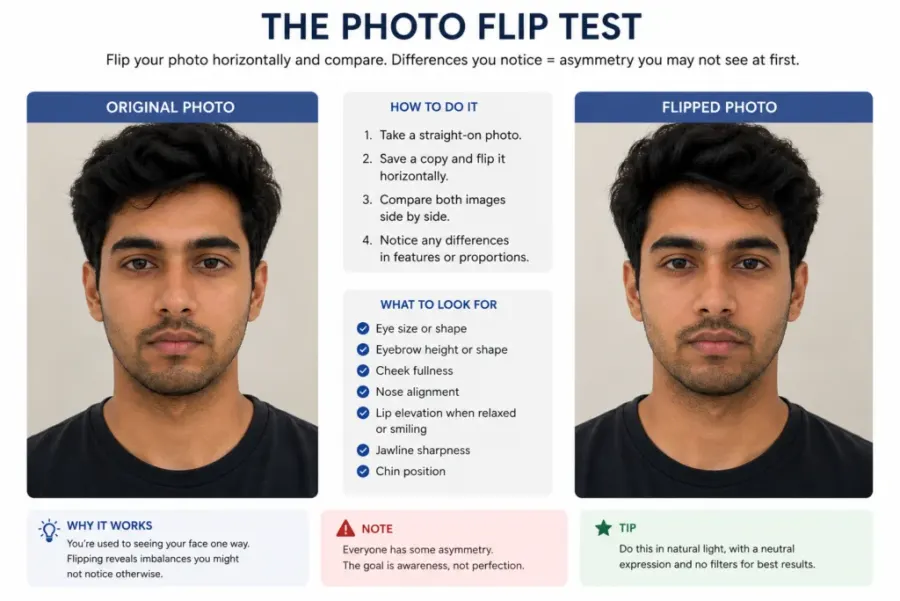 THE PHOTO FLIP TEST
Flip your photo horizontally and compare. Differences you notice = asymmetry you may not see at first.
ORIGINAL PHOTO
HOW TO DO IT
1. Take a straight-on photo.
2. Save a copy and flip it
horizontally.
3. Compare both images
side by side.
4. Notice any differences
in features or proportions.
WHAT TO LOOK FOR
Eye size or shape
Eyebrow height or shape
Cheek fullness
Nose alignment
Lip elevation when relaxed
or smiling
Jawline sharpness
Chin position
FLIPPED PHOTO
WHY IT WORKS
You're used to seeing your face one way.
Flipping reveals imbalances you might
not notice otherwise.
NOTE
Everyone has some asymmetry.
The goal is awareness, not perfection.
TIP
Do this in natural light, with a neutral
expression and no filters for best results.